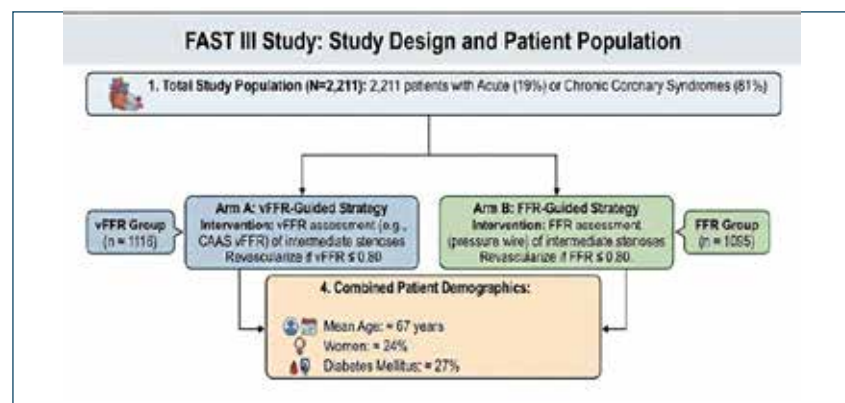 FAST III Study: Study Design and Patient Population
1. Total Study Population (N=2,211): 2,211 patients with Acute (19%) or Chronic Coronary Syndromes (81%)
vFFR Group
(n = 1116)
Arm A: vFFR-Guided Strategy
Intervention: vFFR assessment (e.g.,
CAAS vFFR) of intermediate stenoses
Revascularize if vFFR ≤ 0.80
Arm B: FFR-Guided Strategy
Intervention: FFR assessment
(pressure wire) of intermediate stenoses
Revascularize if FFR ≤ 0.80.
FFR Group
(n = 1095)
4. Combined Patient Demographics:
Mean Age: ≈ 67 years
Women: ≈ 24%
Diabetes Mellitus: ≈ 27%